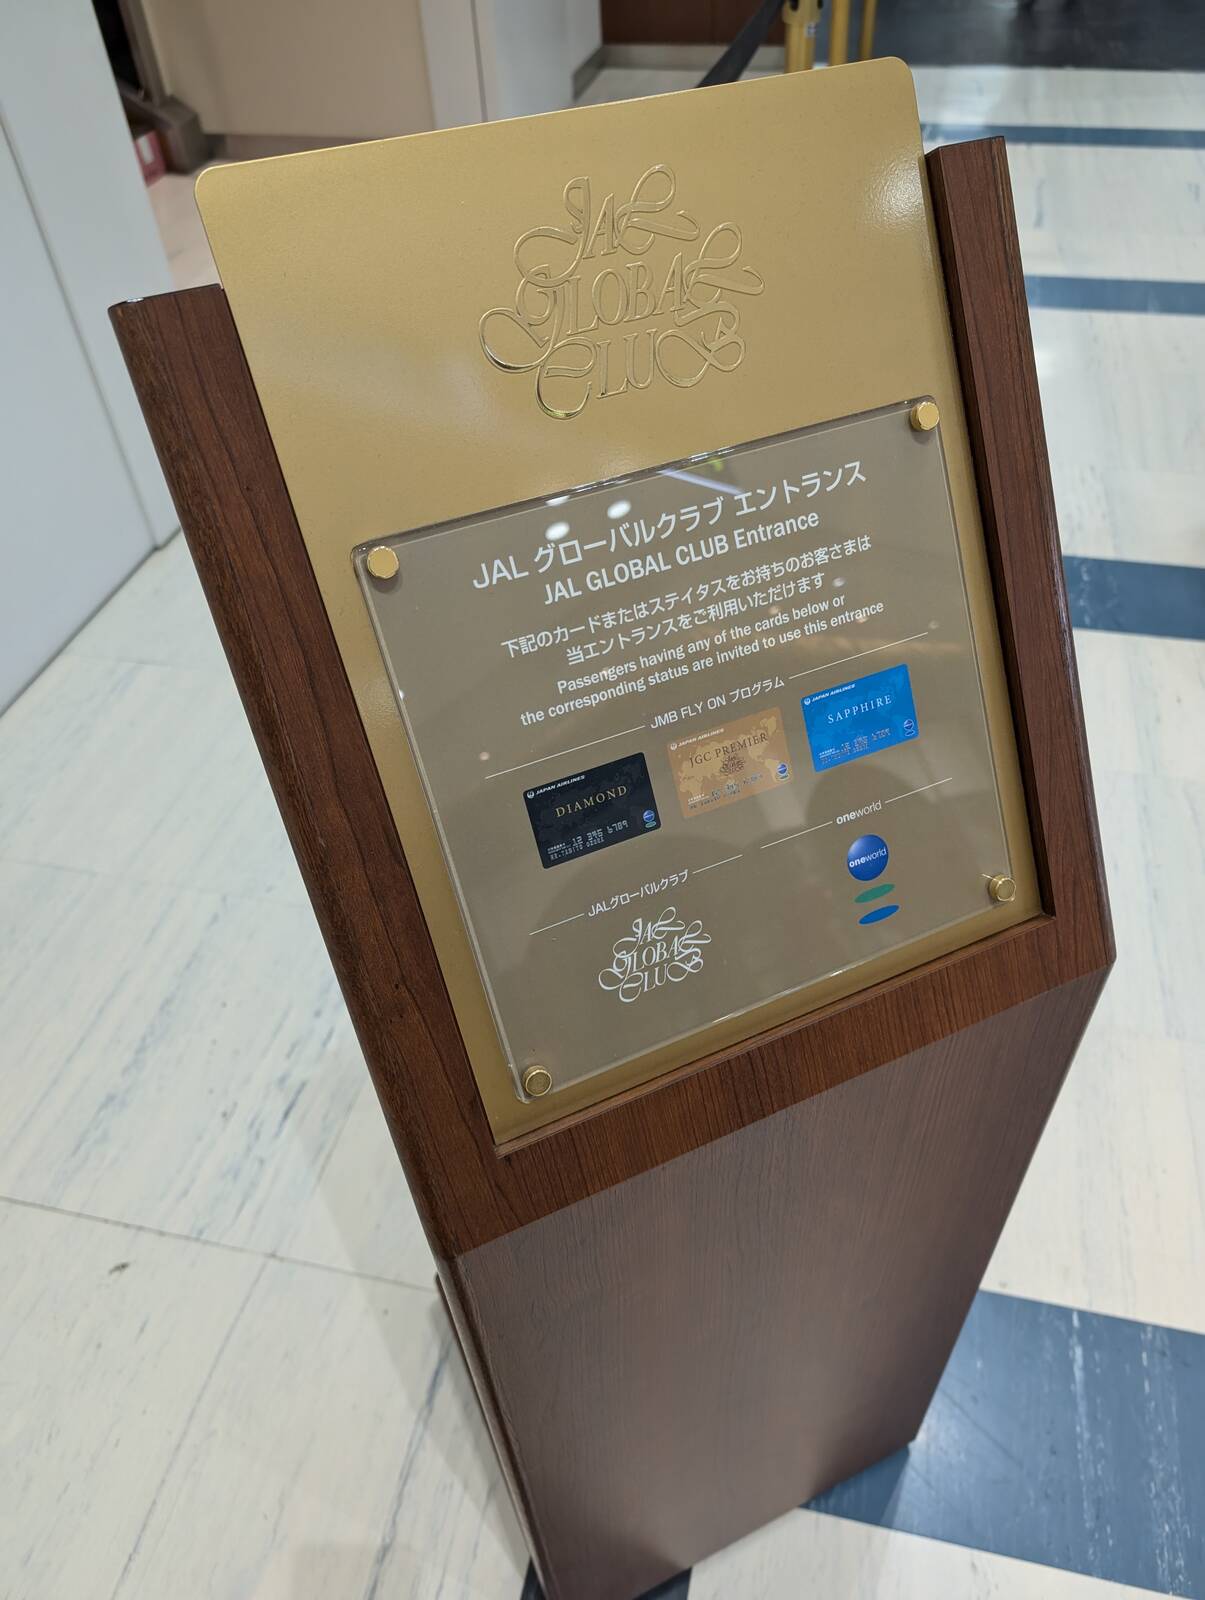 JAL
GLOBAL
CLUB
JAL グローバルクラブ エントランス
JAL GLOBAL CLUB Entrance
下記のカードまたはステイタスをお持ちのお客さまは
当エントランスをご利用いただけます
Passengers having any of the cards below or
the corresponding status are invited to use this entrance
JMB FLY ON プログラム
JAPAN AIRLINES
DIAMOND
JAPAN AIRLINES
JGC PREMIER
JAPAN AIRLINES
SAPPHIRE
JALグローバルクラブ
JAL
GLOBAL
CLUB
oneworld
oneworld